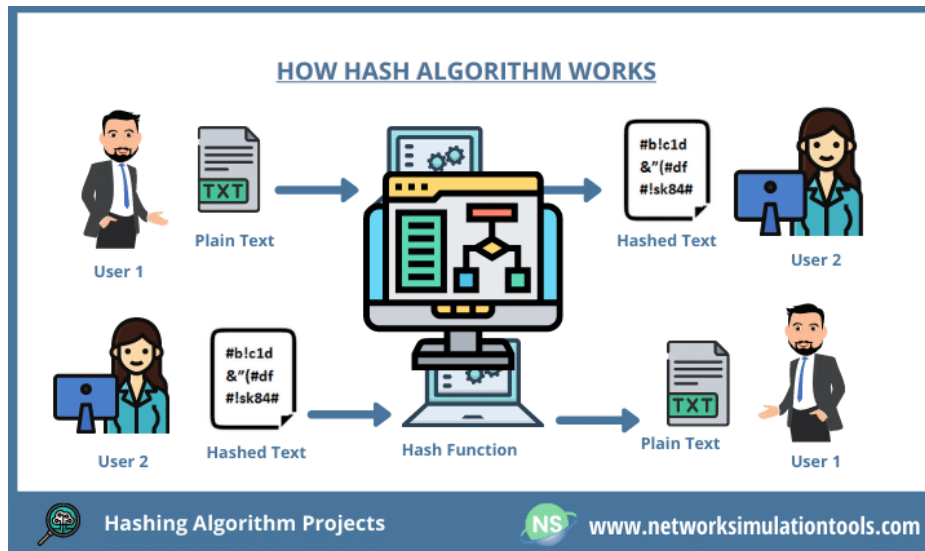 HOW HASH ALGORITHM WORKS
TXT
Plain Text
User 1
#b!c1d
&"(#df
#!sk84#
Hashed Text
User 2
#b!c1d
&"(#df
#!sk84#
User 2
Hashed Text
Hash Function
TXT
Plain Text
User 1
Hashing Algorithm Projects
NS
www.networksimulationtools.com